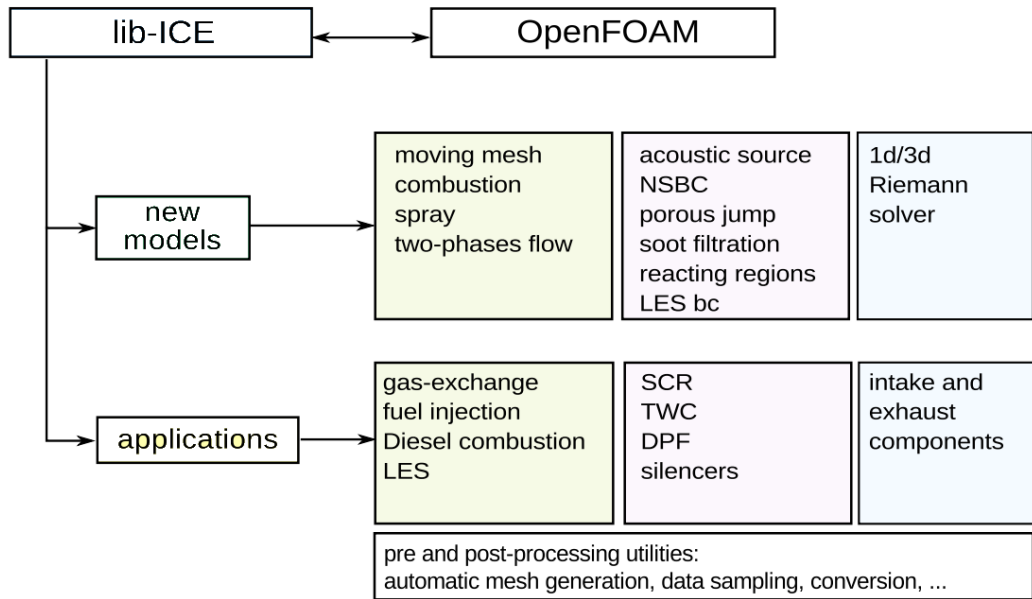 lib-ICE
OpenFOAM
new
models
moving mesh
combustion
spray
two-phases flow
acoustic source
NSBC
porous jump
soot filtration
reacting regions
LES bc
1d/3d
Riemann
solver
applications
gas-exchange
fuel injection
Diesel combustion
LES
SCR
TWC
DPF
silencers
intake and
exhaust
components
pre and post-processing utilities:
automatic mesh generation, data sampling, conversion, ...